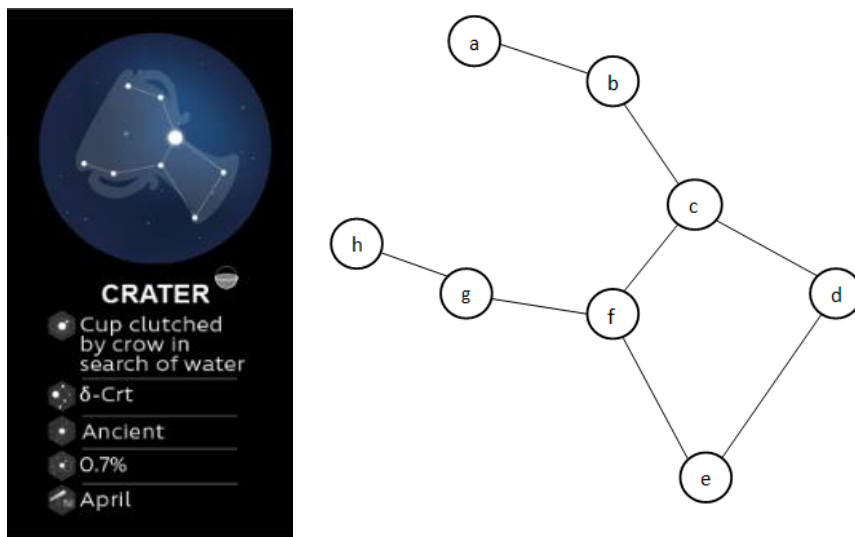 CRATER
Cup clutched
by crow in
search of water
δ-Crt
Ancient
0.7%
April
a
b
c
h
g
f
d
e